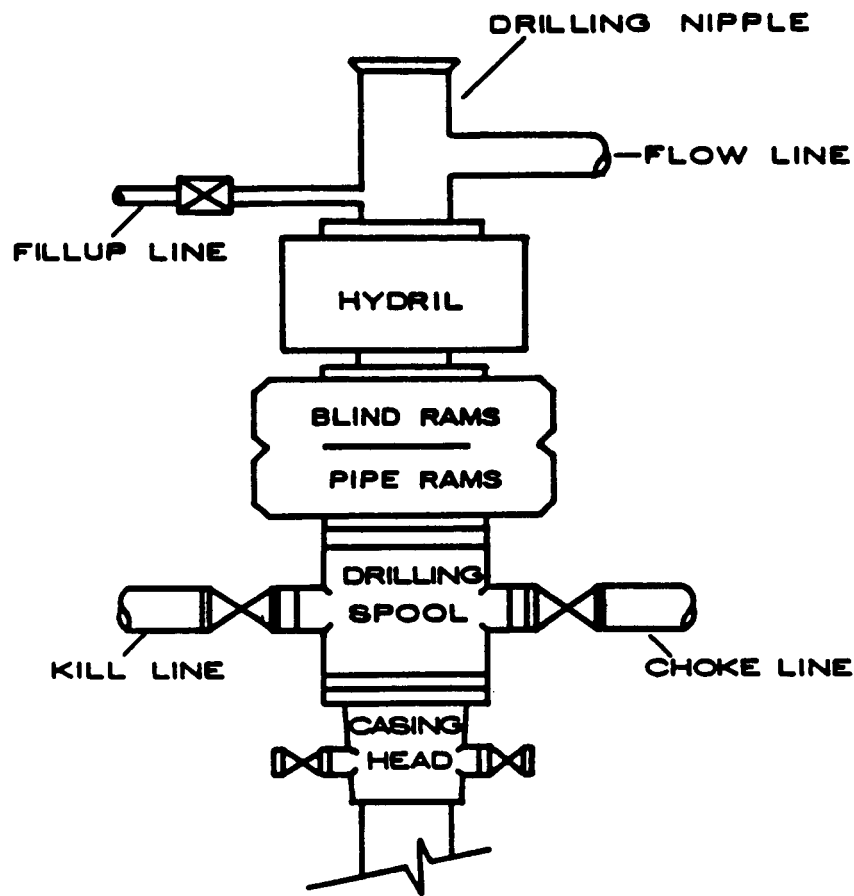 DRILLING NIPPLE
FLOW LINE
FILLUP LINE
HYDRIL
BLIND RAMS
PIPE RAMS
DRILLING
SPOOL
KILL LINE
CHOKE LINE
CASING
HEAD